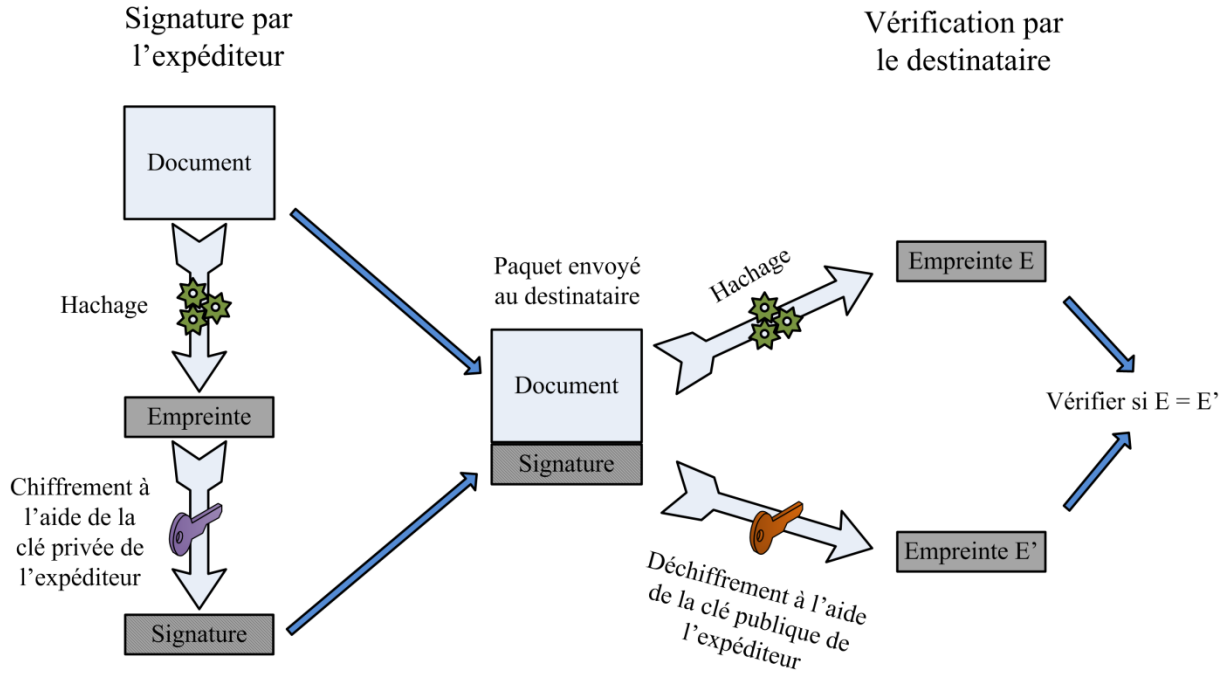 Signature par
l’expéditeur
Document
Hachage
Empreinte
Chiffrement à
l’aide de la
clé privée de
l’expéditeur
Signature
Paquet envoyé
au destinataire
Document
Signature
Vérification par
le destinataire
Hachage
Empreinte E
Déchiffrement à l’aide
de la clé publique de
l’expéditeur
Empreinte E’
Vérifier si E = E’